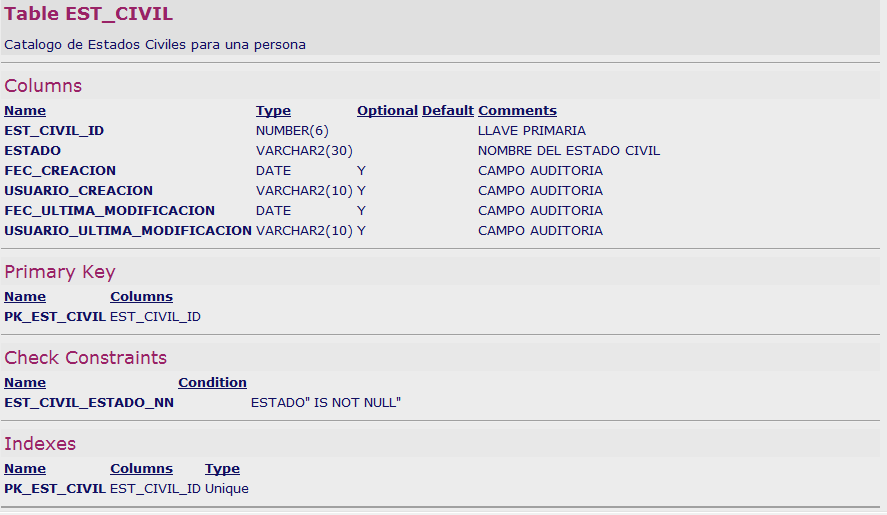 Table EST_CIVIL
Catalogo de Estados Civiles para una persona
Columns
Name Type Optional Default Comments
EST_CIVIL_ID NUMBER(6) LLAVE PRIMARIA
ESTADO VARCHAR2(30) NOMBRE DEL ESTADO CIVIL
FEC_CREACION DATE Y CAMPO AUDITORIA
USUARIO_CREACION VARCHAR2(10) Y CAMPO AUDITORIA
FEC_ULTIMA_MODIFICACION DATE Y CAMPO AUDITORIA
USUARIO_ULTIMA_MODIFICACION VARCHAR2(10) Y CAMPO AUDITORIA
Primary Key
Name Columns
PK_EST_CIVIL EST_CIVIL_ID
Check Constraints
Name Condition
EST_CIVIL_ESTADO_NN ESTADO" IS NOT NULL"
Indexes
Name Columns Type
PK_EST_CIVIL EST_CIVIL_ID Unique